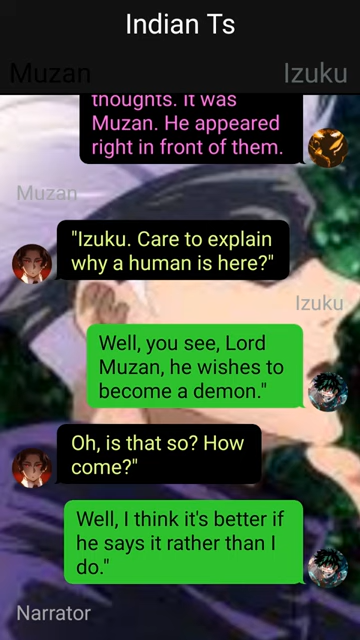 Indian Ts
Muzan
Izuku
thoughts. It was
Muzan. He appeared
right in front of them.
Muzan
"Izuku. Care to explain
why a human is here?"
Izuku
Well, you see, Lord
Muzan, he wishes to
become a demon."
Oh, is that so? How
come?"
Well, I think it's better if
he says it rather than I
do."
Narrator